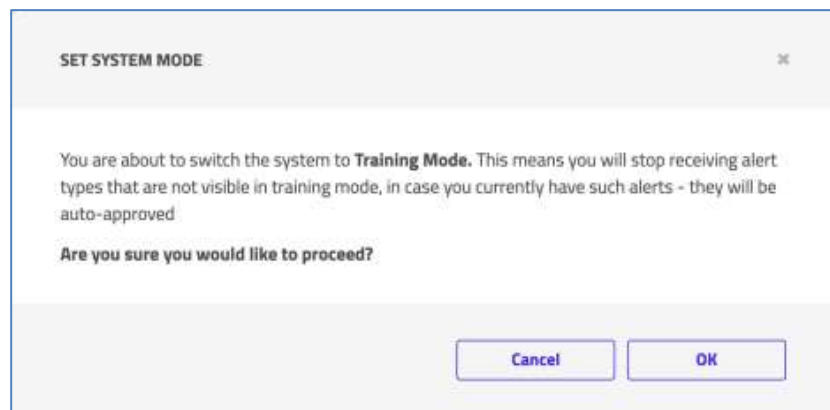 SET SYSTEM MODE
You are about to switch the system to Training Mode. This means you will stop receiving alert
types that are not visible in training mode, in case you currently have such alerts - they will be
auto-approved
Are you sure you would like to proceed?
Cancel OK